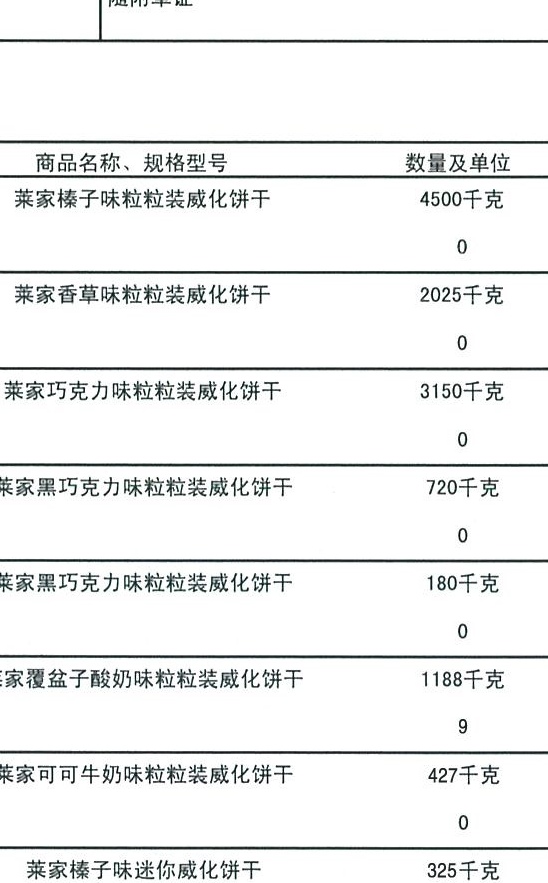 随附单证
商品名称、规格型号 数量及单位
莱家榛子味粒粒装威化饼干 4500千克
0
莱家香草味粒粒装威化饼干 2025千克
0
莱家巧克力味粒粒装威化饼干 3150千克
0
莱家黑巧克力味粒粒装威化饼干 720千克
0
莱家黑巧克力味粒粒装威化饼干 180千克
0
莱家覆盆子酸奶味粒粒装威化饼干 1188千克
9
莱家可可牛奶味粒粒装威化饼干 427千克
0
莱家榛子味迷你威化饼干 325千克